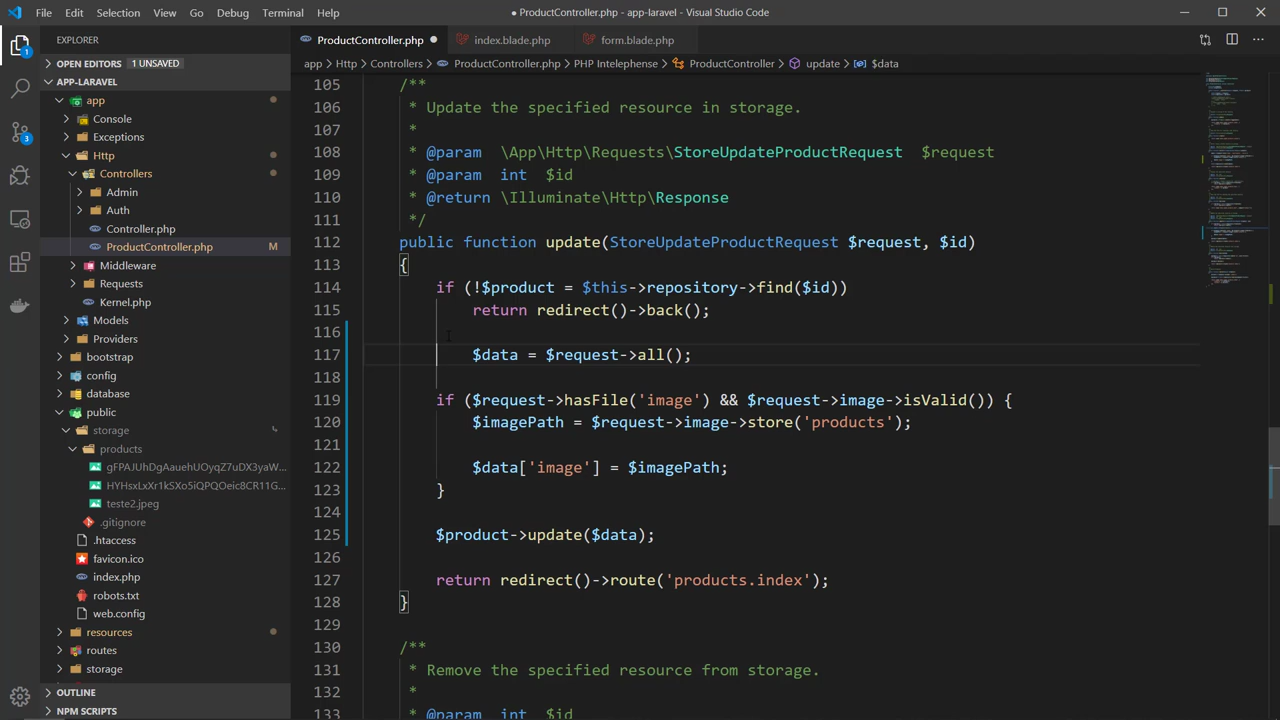 File Edit Selection View Go Debug Terminal Help
● ProductController.php - app-laravel - Visual Studio Code
EXPLORER
OPEN EDITORS 1 UNSAVED
APP-LARAVEL
app
Console
Exceptions
Http
Controllers
Admin
Auth
Controller.php
ProductController.php M
Middleware
Requests
Kernel.php
Models
Providers
bootstrap
config
database
public
storage
products
gFPAJUhDgAauehUOyqZ7uDX3yaW...
HYHsxLxXr1kSXo5iQPQOeic8CR11G...
teste2.jpeg
.gitignore
.htaccess
favicon.ico
index.php
robots.txt
web.config
resources
routes
storage
OUTLINE
NPM SCRIPTS
1
3
ProductController.php ● index.blade.php form.blade.php
app > Http > Controllers > ProductController.php > PHP Intelephense > ProductController > update > $data
105 /**
106 * Update the specified resource in storage.
107 *
108 * @param \App\Http\Requests\StoreUpdateProductRequest $request
109 * @param int $id
110 * @return \Illuminate\Http\Response
111 */
112 public function update(StoreUpdateProductRequest $request, $id)
113 {
114 if (!$product = $this->repository->find($id))
115 return redirect()->back();
116
117 $data = $request->all();
118
119 if ($request->hasFile('image') && $request->image->isValid()) {
120 $imagePath = $request->image->store('products');
121
122 $data['image'] = $imagePath;
123 }
124
125 $product->update($data);
126
127 return redirect()->route('products.index');
128 }
129
130 /**
131 * Remove the specified resource from storage.
132 *
133 * @param int $id